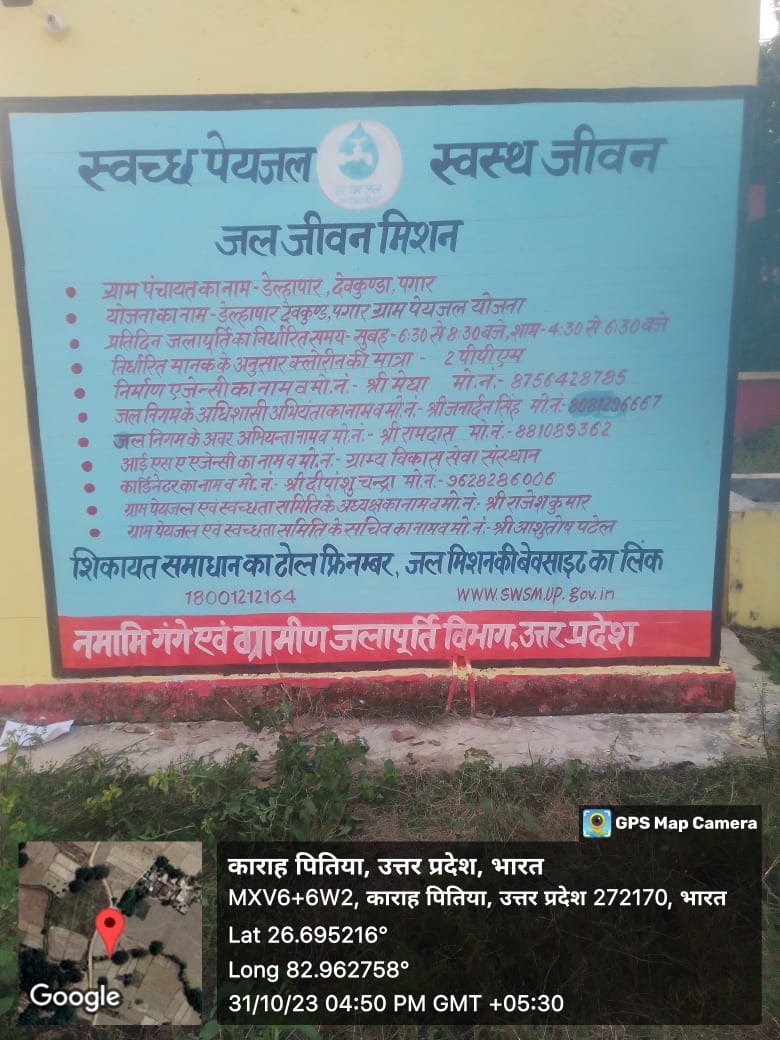 स्वच्छ पेयजल स्वस्थ जीवन
हर घर जल
जल जीवन मिशन
ग्राम पंचायत का नाम - डेल्हापार, देवकुण्डा, पगार
योजना का नाम - डेल्हापार देवकुण्ड, पगार ग्राम पेयजल योजना
प्रतिदिन जलापूर्ति का निर्धारित समय - सुबह - 6:30 से 8:30 बजे, शाम - 4:30 से 6:30 बजे
निर्धारित मानक के अनुसार क्लोरीन की मात्रा - 2 पीपीएम
निर्माण एजेन्सी का नाम व मो.नं - श्री मेघा मो.नं.- 8756428785
जल निगम के अधिशासी अभियंता का नाम व मो.नं.- श्री जनार्दन सिंह मो.नं. 8081296667
जल निगम के अवर अभियन्ता नाम व मो.नं.- श्री रामदास मो.नं.- 881089362
आई एस ए एजेन्सी का नाम व मो.नं.- ग्राम्य विकास सेवा संस्थान
कार्डिनेटर का नाम व मो. नं:- श्री दीपांशु चन्द्रा मो.नं.- 9628286006
ग्राम पेयजल एवं स्वच्छता समिति के अध्यक्ष का नाम व मो.नं:- श्री राजेश कुमार
ग्राम पेयजल एवं स्वच्छता समिति के सचिव का नाम व मो.नं:- श्री आशुतोष पटेल
शिकायत समाधान का टोल फ्रि नम्बर, जल मिशन की बेवसाइट का लिंक
18001212164 www.swsm.up.gov.in
नमामि गंगे एवं ग्रामीण जलापूर्ति विभाग, उत्तर प्रदेश
GPS Map Camera
काराह पितिया, उत्तर प्रदेश, भारत
MXV6+6W2, काराह पितिया, उत्तर प्रदेश 272170, भारत
Lat 26.695216°
Long 82.962758°
31/10/23 04:50 PM GMT +05:30
Google